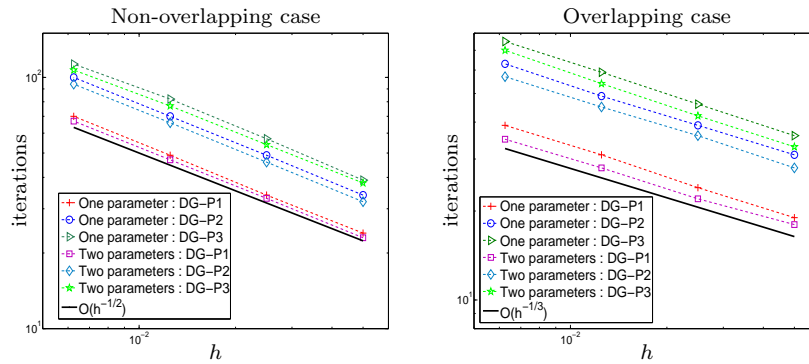 Non-overlapping case
iterations
10^2
10^1
10^-2
h
One parameter : DG-P1
One parameter : DG-P2
One parameter : DG-P3
Two parameters : DG-P1
Two parameters : DG-P2
Two parameters : DG-P3
O(h^-1/2)
Overlapping case
iterations
10^1
10^-2
h
One parameter : DG-P1
One parameter : DG-P2
One parameter : DG-P3
Two parameters : DG-P1
Two parameters : DG-P2
Two parameters : DG-P3
O(h^-1/3)